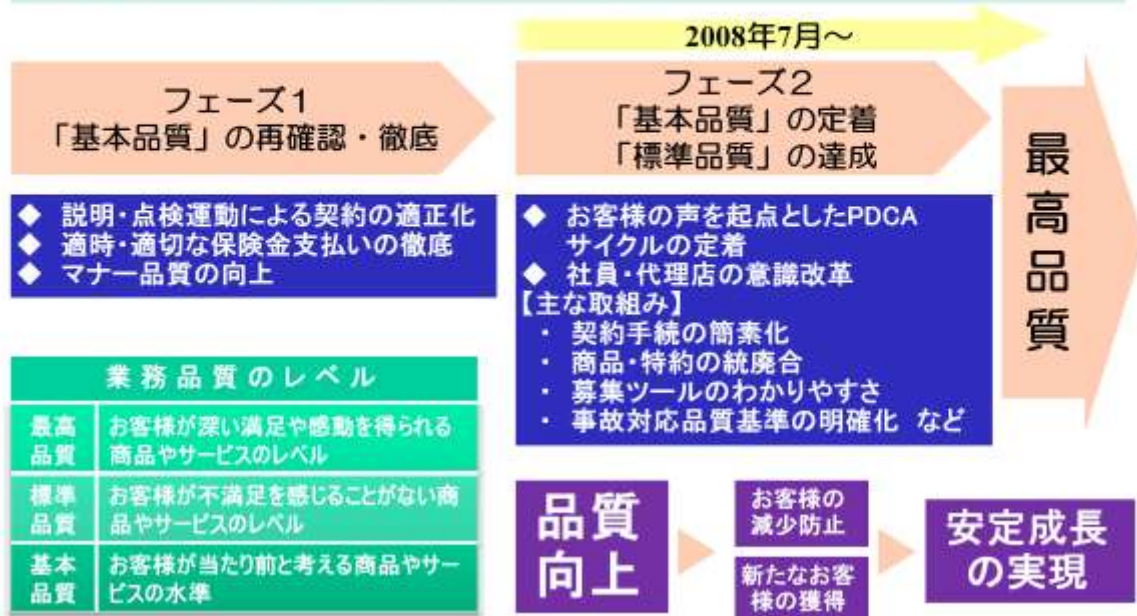 2008年7月～
フェーズ1
「基本品質」の再確認・徹底
フェーズ2
「基本品質」の定着
「標準品質」の達成
最高品質
◆ 説明・点検運動による契約の適正化
◆ 適時・適切な保険金支払いの徹底
◆ マナー品質の向上
◆ お客様の声を起点としたPDCA
サイクルの定着
◆ 社員・代理店の意識改革
【主な取組み】
・ 契約手続の簡素化
・ 商品・特約の統廃合
・ 募集ツールのわかりやすさ
・ 事故対応品質基準の明確化 など
業務品質のレベル
最高
品質
お客様が深い満足や感動を得られる
商品やサービスのレベル
標準
品質
お客様が不満足を感じることがない商
品やサービスのレベル
基本
品質
お客様が当たり前と考える商品やサー
ビスの水準
品質
向上
お客様の
減少防止
新たなお客
様の獲得
安定成長
の実現